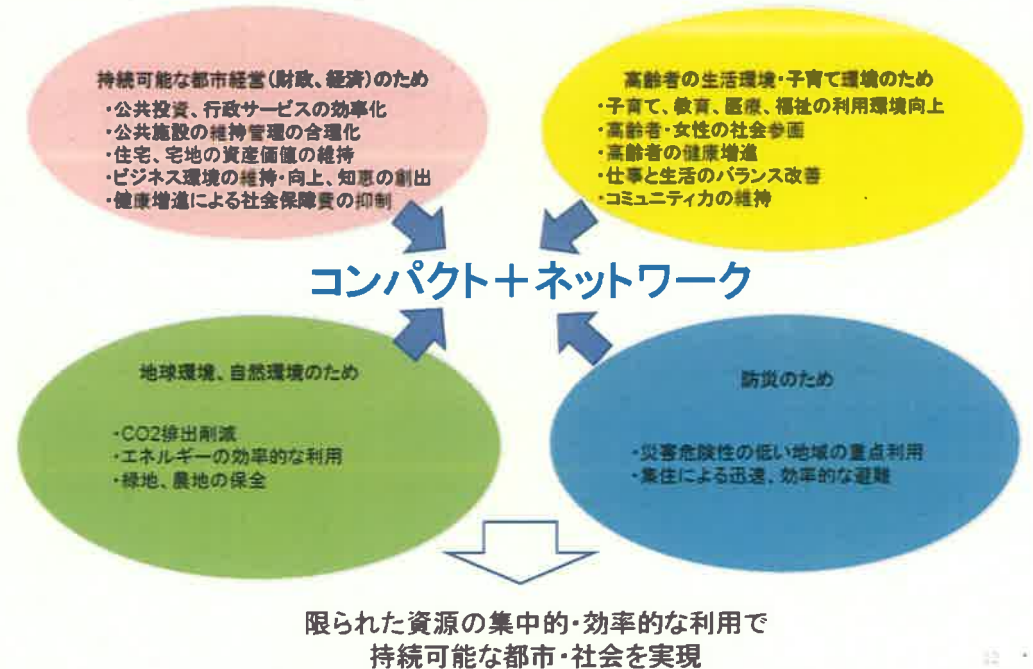 持続可能な都市経営(財政、経済)のため
・公共投資、行政サービスの効率化
・公共施設の維持管理の合理化
・住宅、宅地の資産価値の維持
・ビジネス環境の維持・向上、知恵の創出
・健康増進による社会保障費の抑制
高齢者の生活環境・子育て環境のため
・子育て、教育、医療、福祉の利用環境向上
・高齢者・女性の社会参画
・高齢者の健康増進
・仕事と生活のバランス改善
・コミュニティ力の維持
コンパクト＋ネットワーク
地球環境、自然環境のため
・CO2排出削減
・エネルギーの効率的な利用
・緑地、農地の保全
防災のため
・災害危険性の低い地域の重点利用
・集住による迅速、効率的な避難
限られた資源の集中的・効率的な利用で
持続可能な都市・社会を実現